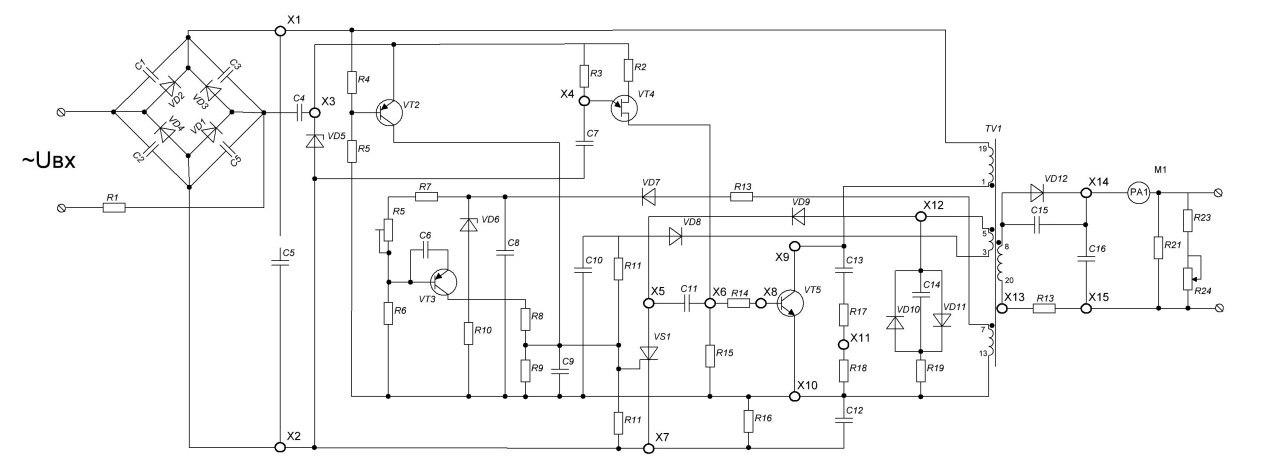 X1
C1
C3
VD2
VD3
C4
X3
R4
VT2
R3
R2
X4
VT4
TV1
VD4
VD1
C2
C5
VD5
R5
C7
19
1
~Uвх
R1
R7
VD7
R13
VD9
X12
VD12
X14
M1
PA1
R5
VD6
C8
VD8
C15
R23
C6
5
3
8
R21
C16
R24
C5
VT3
C10
R11
X9
C13
20
X5
C11
X6
R14
X8
VT5
C14
X13
R13
X15
R6
R10
R8
R17
VD10
VD11
7
VS1
X11
13
R9
C9
R15
R18
R19
X10
R11
R16
C12
X2
X7